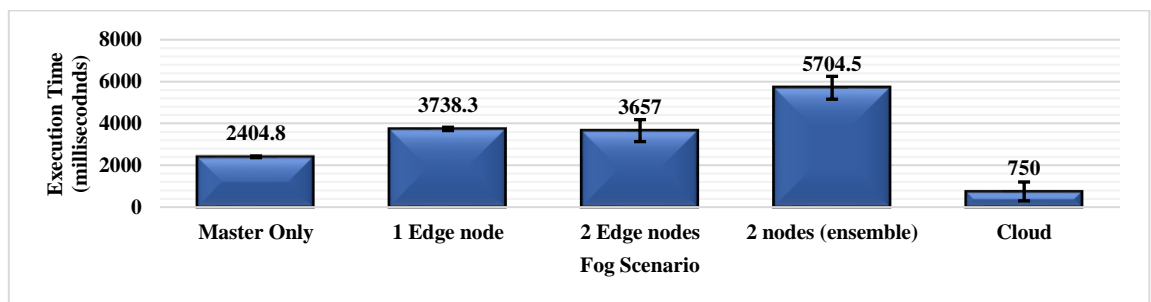 Execution Time
(millisecodnds)
8000
6000
4000
2000
0
2404.8
3738.3
3657
5704.5
750
Master Only
1 Edge node
2 Edge nodes
2 nodes (ensemble)
Cloud
Fog Scenario